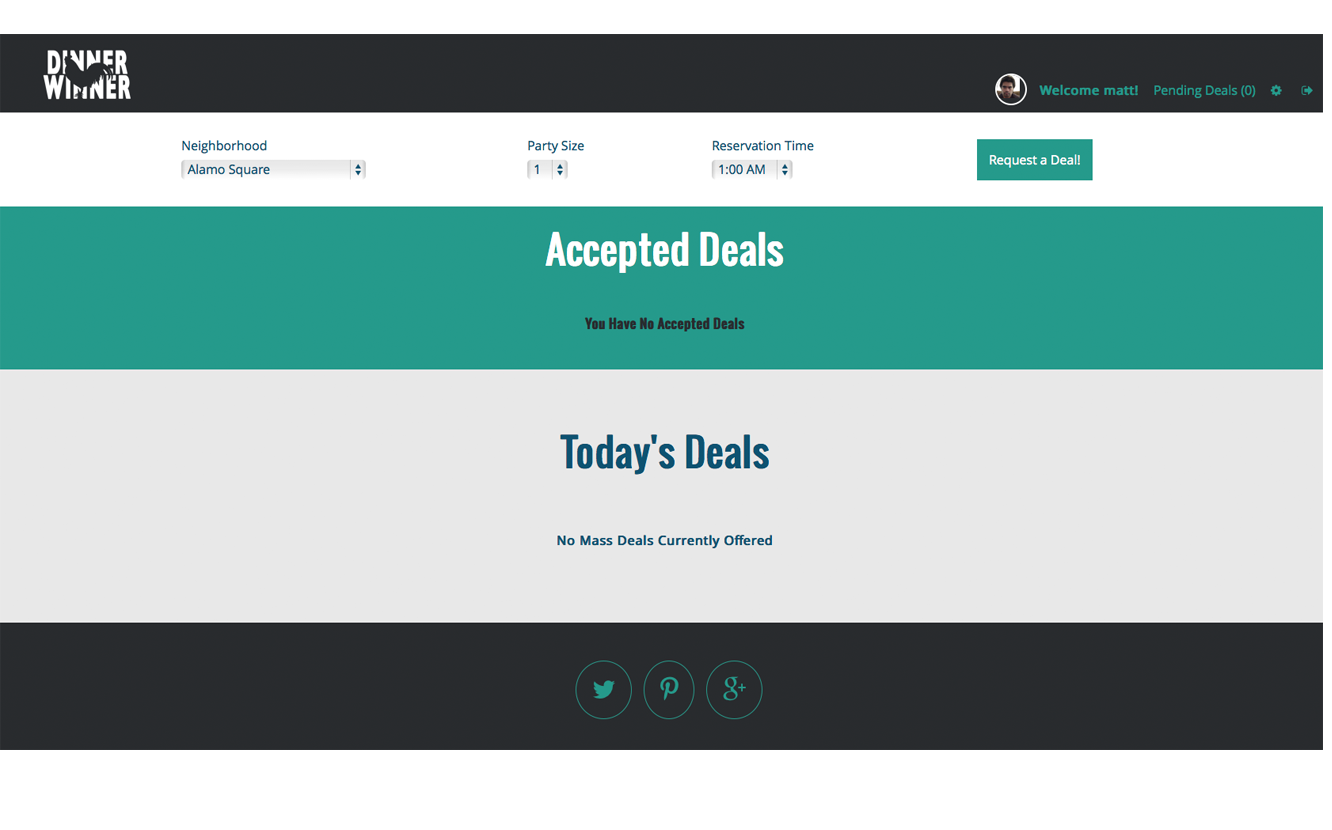 DINNER
WINNER
Welcome matt! Pending Deals (0)
Neighborhood Party Size Reservation Time
Alamo Square 1 1:00 AM
Request a Deal!
Accepted Deals
You Have No Accepted Deals
Today's Deals
No Mass Deals Currently Offered
g+